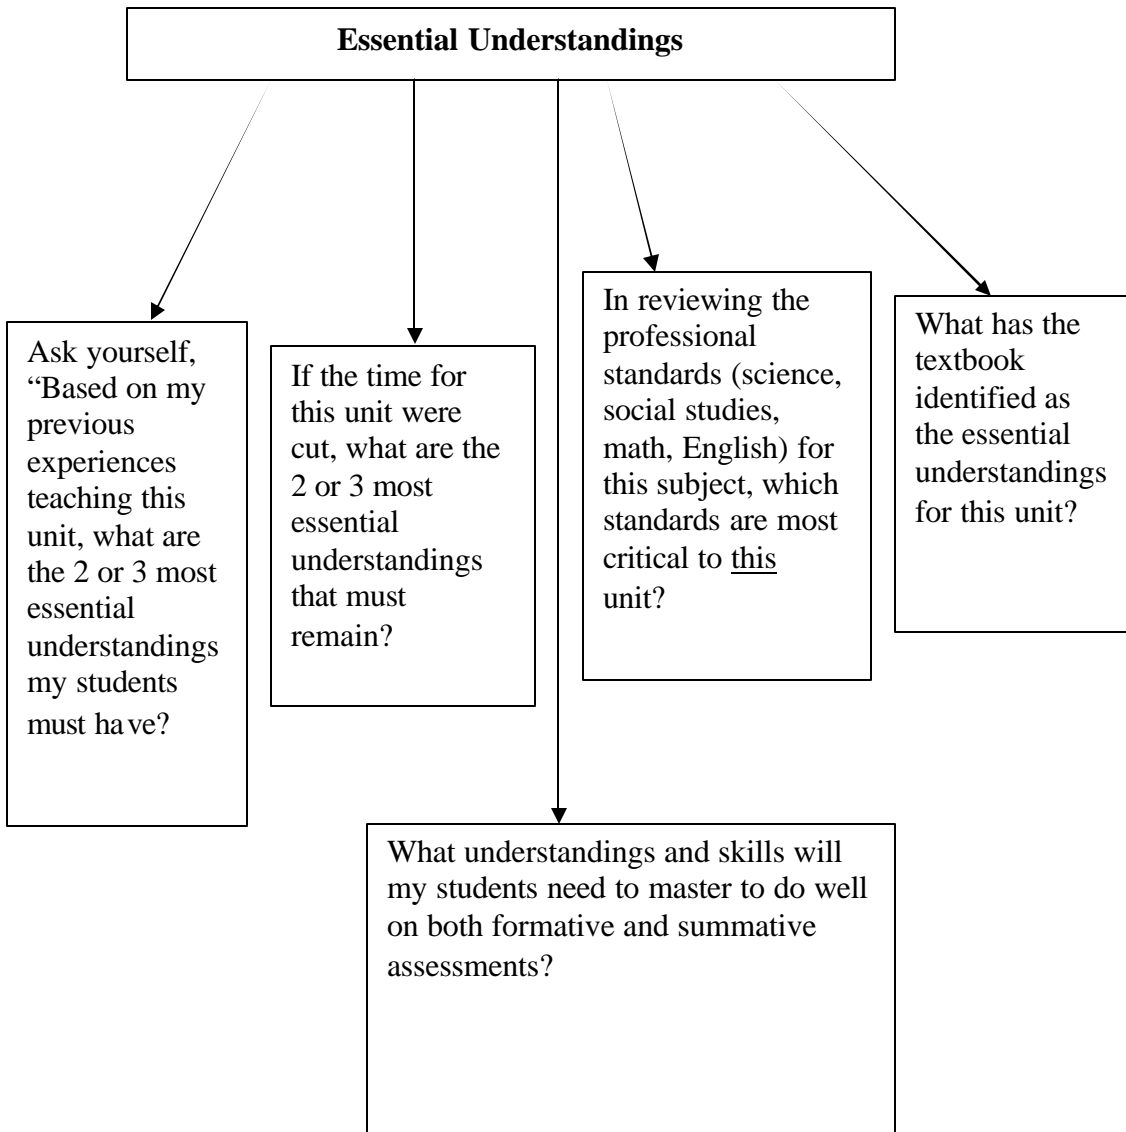 Essential Understandings
Ask yourself,
“Based on my
previous
experiences
teaching this
unit, what are
the 2 or 3 most
essential
understandings
my students
must have?
If the time for
this unit were
cut, what are the
2 or 3 most
essential
understandings
that must
remain?
In reviewing the
professional
standards (science,
social studies,
math, English) for
this subject, which
standards are most
critical to this
unit?
What has the
textbook
identified as
the essential
understandings
for this unit?
What understandings and skills will
my students need to master to do well
on both formative and summative
assessments?